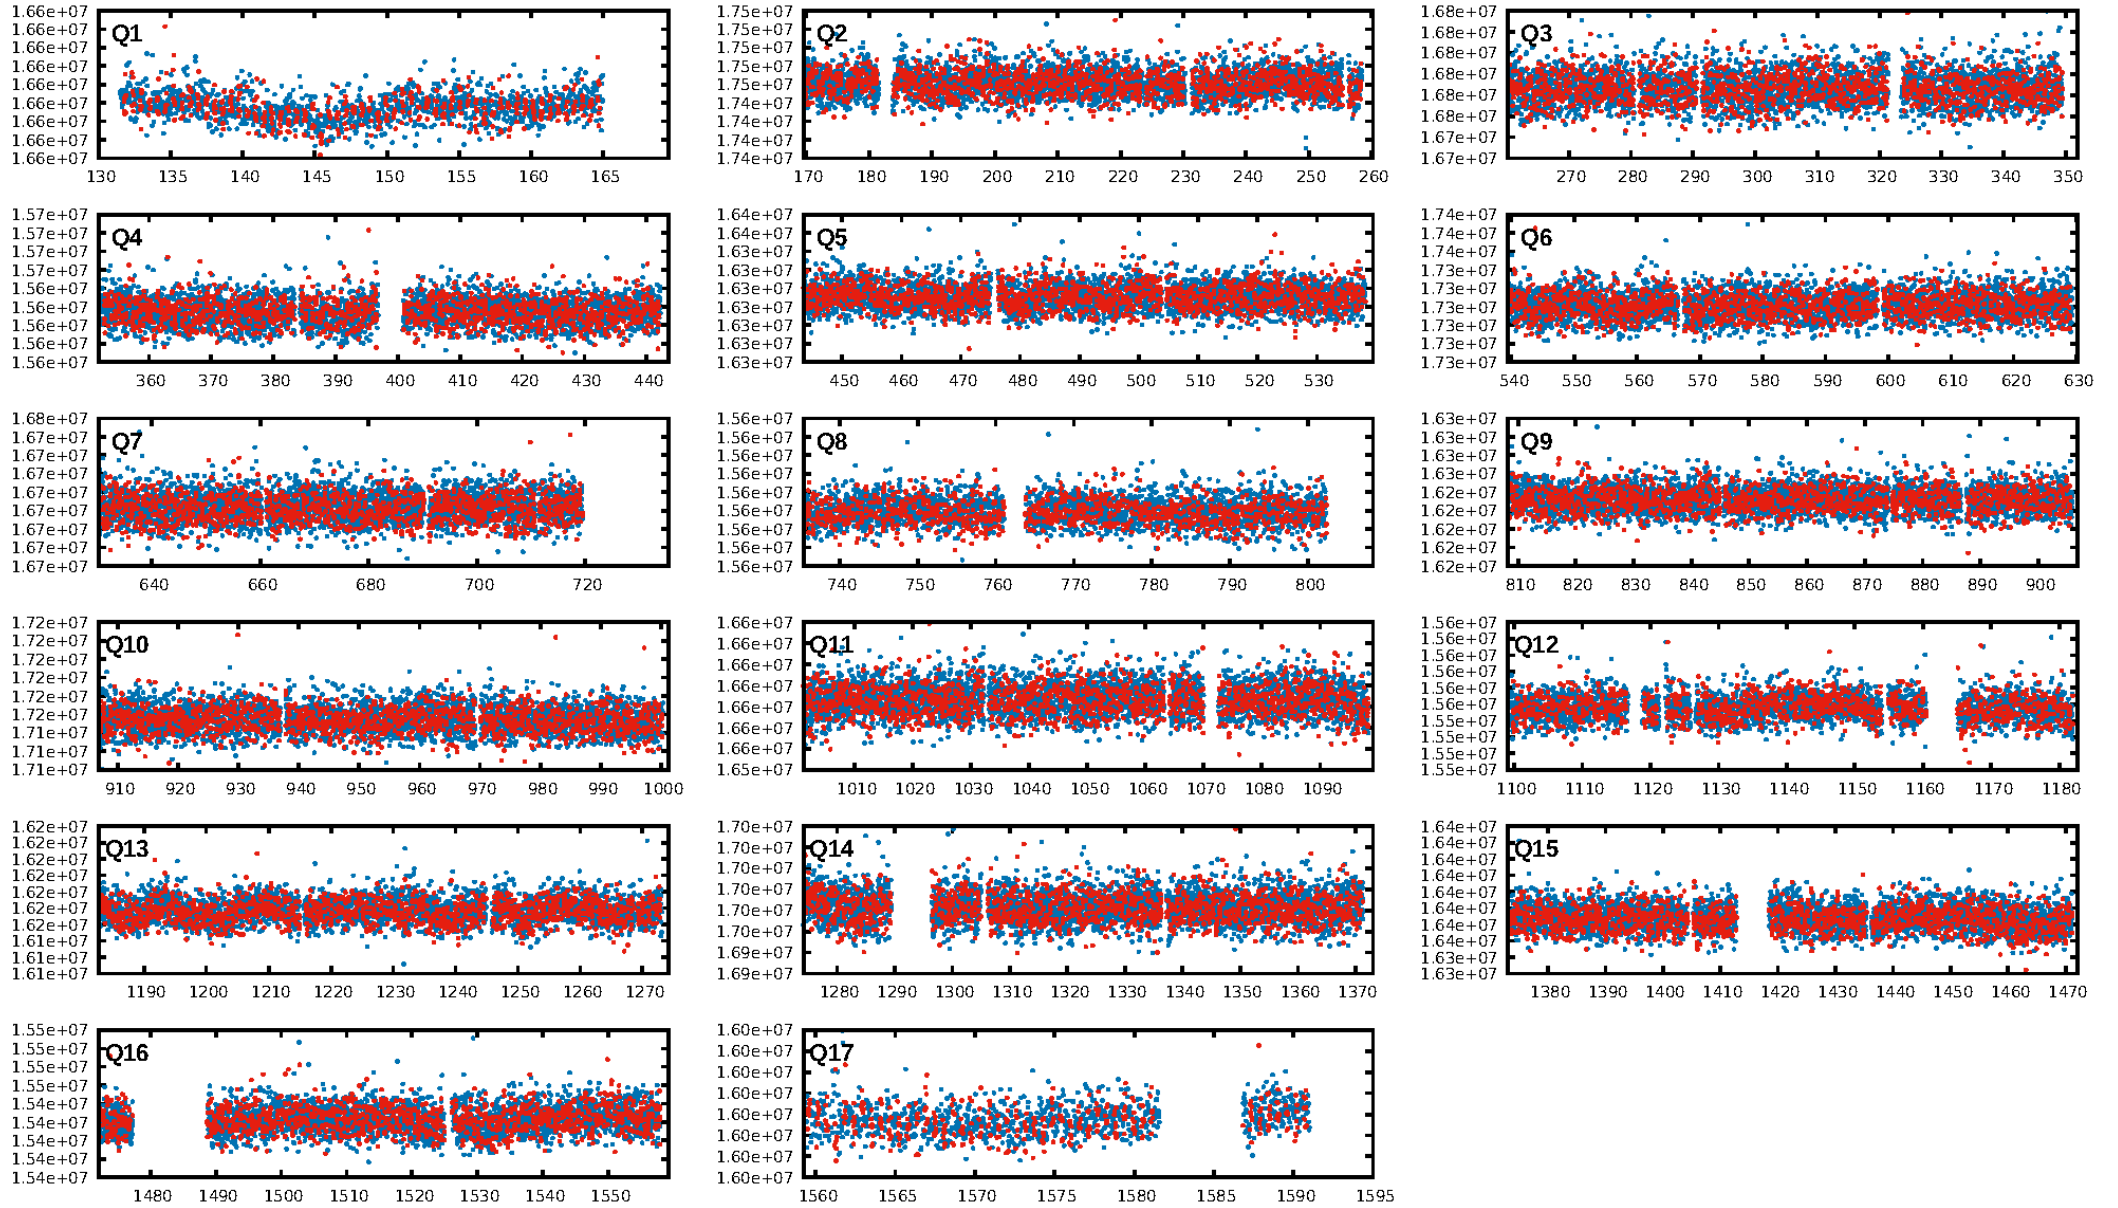 1.66e+07
1.66e+07
1.66e+07
1.66e+07
1.66e+07
1.66e+07
1.66e+07
1.66e+07
1.66e+07
Q1
130 135 140 145 150 155 160 165
1.75e+07
1.75e+07
1.75e+07
1.75e+07
1.75e+07
1.74e+07
1.74e+07
1.74e+07
1.74e+07
Q2
170 180 190 200 210 220 230 240 250 260
1.68e+07
1.68e+07
1.68e+07
1.68e+07
1.68e+07
1.68e+07
1.67e+07
1.67e+07
Q3
270 280 290 300 310 320 330 340 350
1.57e+07
1.57e+07
1.57e+07
1.57e+07
1.56e+07
1.56e+07
1.56e+07
1.56e+07
1.56e+07
Q4
360 370 380 390 400 410 420 430 440
1.64e+07
1.64e+07
1.63e+07
1.63e+07
1.63e+07
1.63e+07
1.63e+07
1.63e+07
1.63e+07
Q5
450 460 470 480 490 500 510 520 530
1.74e+07
1.74e+07
1.73e+07
1.73e+07
1.73e+07
1.73e+07
1.73e+07
1.73e+07
1.73e+07
Q6
540 550 560 570 580 590 600 610 620 630
1.68e+07
1.67e+07
1.67e+07
1.67e+07
1.67e+07
1.67e+07
1.67e+07
1.67e+07
1.67e+07
Q7
640 660 680 700 720
1.56e+07
1.56e+07
1.56e+07
1.56e+07
1.56e+07
1.56e+07
1.56e+07
1.56e+07
1.56e+07
Q8
740 750 760 770 780 790 800
1.63e+07
1.63e+07
1.63e+07
1.63e+07
1.62e+07
1.62e+07
1.62e+07
1.62e+07
1.62e+07
Q9
810 820 830 840 850 860 870 880 890 900
1.72e+07
1.72e+07
1.72e+07
1.72e+07
1.72e+07
1.72e+07
1.71e+07
1.71e+07
1.71e+07
Q10
910 920 930 940 950 960 970 980 990 1000
1.66e+07
1.66e+07
1.66e+07
1.66e+07
1.66e+07
1.66e+07
1.66e+07
1.65e+07
Q11
1010 1020 1030 1040 1050 1060 1070 1080 1090
1.56e+07
1.56e+07
1.56e+07
1.56e+07
1.56e+07
1.56e+07
1.55e+07
1.55e+07
1.55e+07
1.55e+07
Q12
1100 1110 1120 1130 1140 1150 1160 1170 1180
1.62e+07
1.62e+07
1.62e+07
1.62e+07
1.62e+07
1.62e+07
1.62e+07
1.61e+07
1.61e+07
1.61e+07
Q13
1190 1200 1210 1220 1230 1240 1250 1260 1270
1.70e+07
1.70e+07
1.70e+07
1.70e+07
1.70e+07
1.70e+07
1.69e+07
1.69e+07
Q14
1280 1290 1300 1310 1320 1330 1340 1350 1360 1370
1.64e+07
1.64e+07
1.64e+07
1.64e+07
1.64e+07
1.64e+07
1.64e+07
1.64e+07
1.63e+07
1.63e+07
Q15
1380 1390 1400 1410 1420 1430 1440 1450 1460 1470
1.55e+07
1.55e+07
1.55e+07
1.55e+07
1.54e+07
1.54e+07
1.54e+07
1.54e+07
1.54e+07
Q16
1480 1490 1500 1510 1520 1530 1540 1550
1.60e+07
1.60e+07
1.60e+07
1.60e+07
1.60e+07
1.60e+07
1.60e+07
1.60e+07
Q17
1560 1565 1570 1575 1580 1585 1590 1595